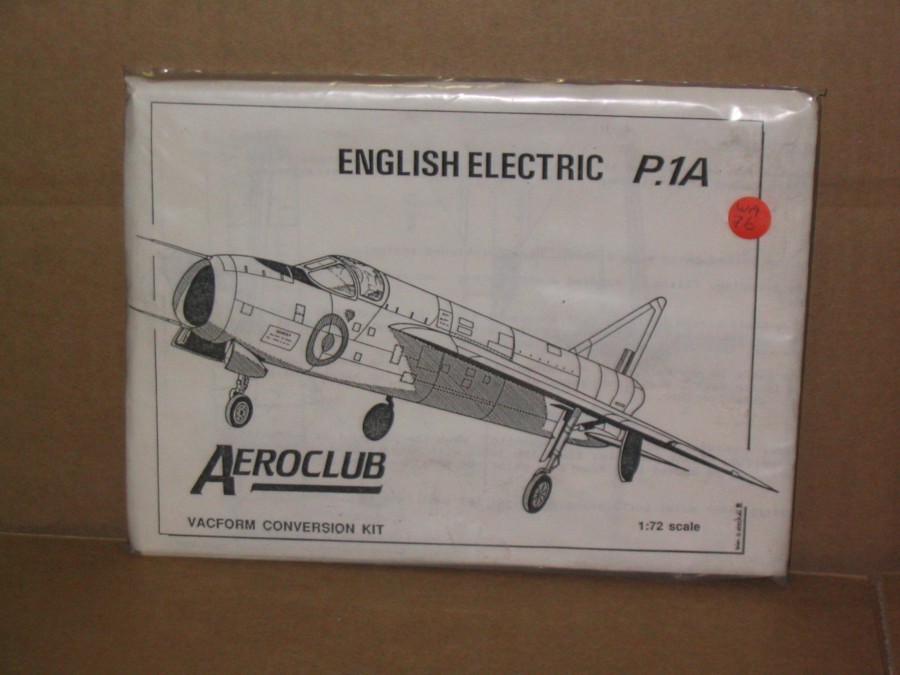 ENGLISH ELECTRIC P.1A
AEROCLUB
VACFORM CONVERSION KIT
1:72 scale